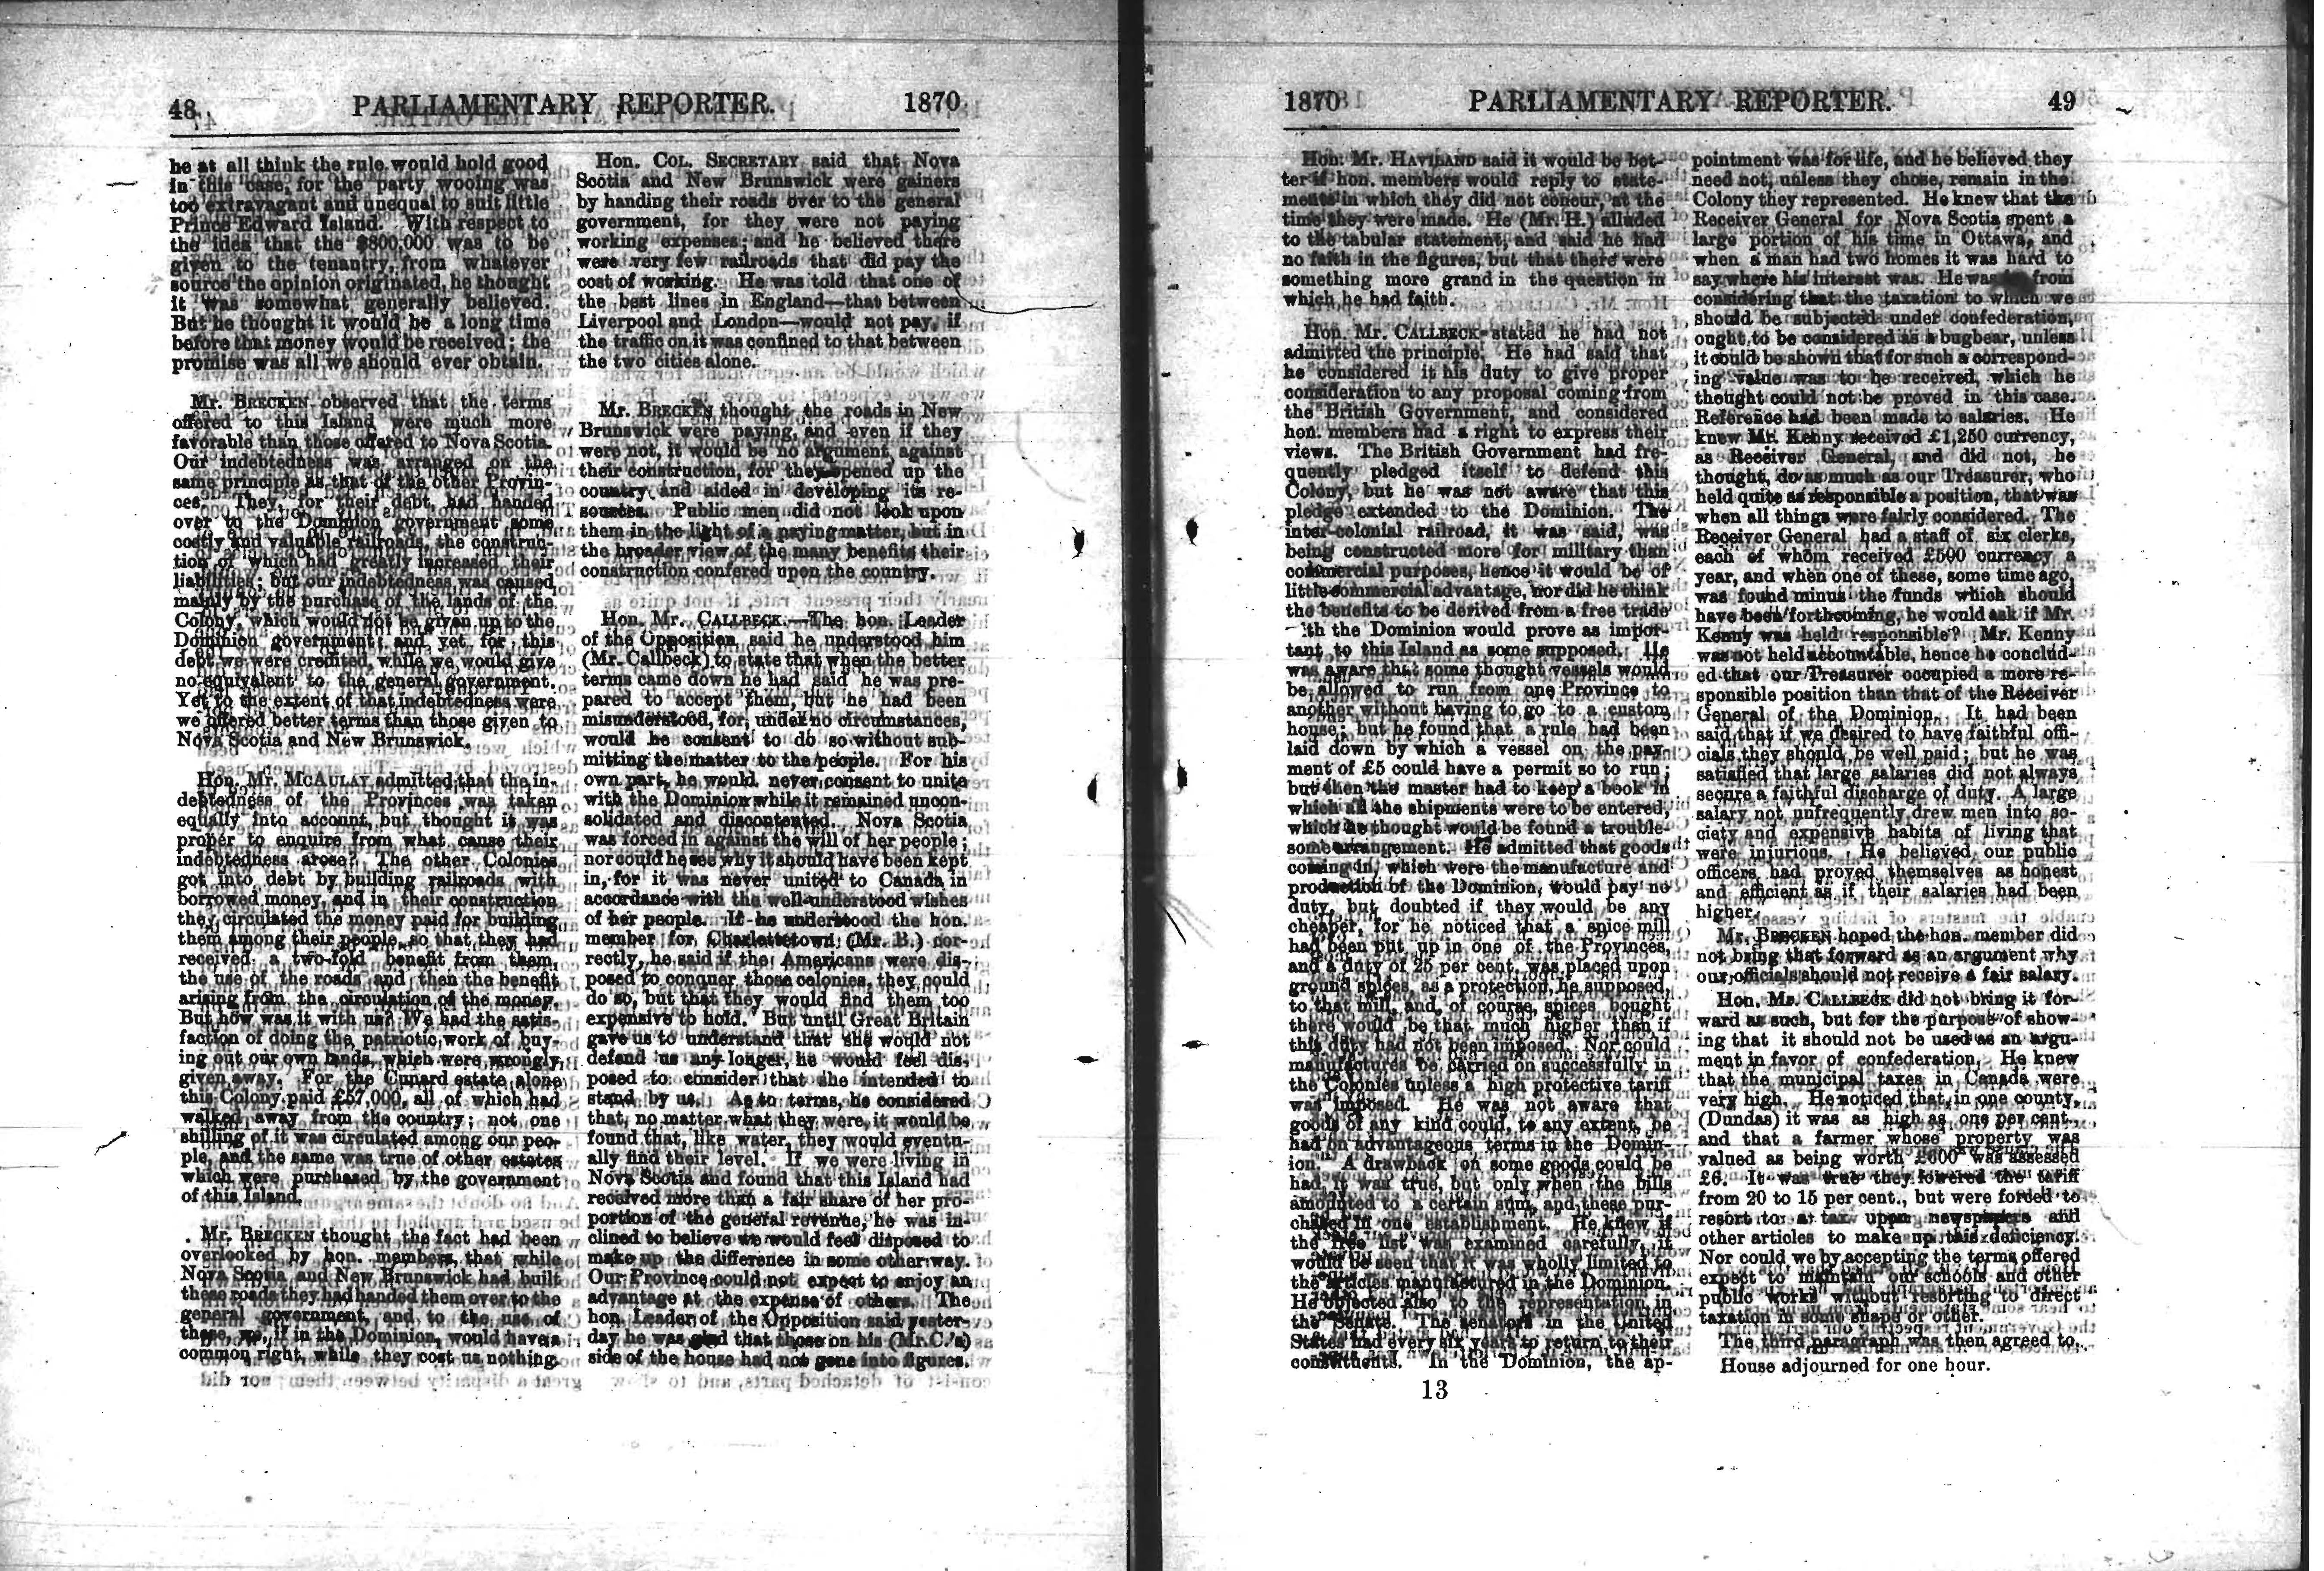 48 PARLIAMENTARY REPORTER. 1870
he at all think the rule would hold good
in this case, for the party wooing was
too extravagant and unequal to suit little
Prince Edward Island. With respect to
the idea that the $800,000 was to be
given to the tenantry, from whatever
source the opinion originated, he thought
it was somewhat generally believed.
But he thought it would be a long time
before that money would be received; the
promise was all we should ever obtain.
Mr. BRECKEN observed that the terms
offered to this Island were much more
favorable than those offered to Nova Scotia.
Our indebtedness was arranged on the
same principle as that of the other Provin-
ces. They, for their debt, had handed
over to the Dominion government some
costly and valuable railroads, the construc-
tion of which had greatly increased their
liabilities; but our indebtedness was caused
mainly by the purchase of the lands of the
Colony, which would not be given up to the
Dominion government, and yet for this
debt we were credited, while we would give
no equivalent to the general government.
Yet to the extent of that indebtedness were
we offered better terms than those given to
Nova Scotia and New Brunswick.
Hon. Mr. MCAULAY admitted that the in-
debtedness of the Provinces was taken
equally into account, but thought it was
proper to enquire from what cause their
indebtedness arose? The other Colonies
got into debt by building railroads with
borrowed money, and in their construction
they circulated the money paid for building
them among their people, so that they had
received a two-fold benefit from them,
the use of the roads and then the benefit
arising from the circulation of the money.
But how was it with us? We had the satis-
faction of doing the patriotic work of buy-
ing out our own lands, which were wrongly
given away. For the Cunard estate alone
this Colony paid £57,000, all of which had
walked away from the country; not one
shilling of it was circulated among our peo-
ple, and the same was true of other estates
which were purchased by the government
of this Island.
Mr. BRECKEN thought the fact had been
overlooked by hon. members, that while
Nova Scotia and New Brunswick had built
these roads they had handed them over to the
general government, and to the use of
these, we, if in the Dominion, would have a
common right, while they cost us nothing.
Hon. COL. SECRETARY said that Nova
Scotia and New Brunswick were gainers
by handing their roads over to the general
government, for they were not paying
working expenses; and he believed there
were very few railroads that did pay the
cost of working. He was told that one of
the best lines in England—that between
Liverpool and London—would not pay, if
the traffic on it was confined to that between
the two cities alone.
Mr. BRECKEN thought the roads in New
Brunswick were paying, and even if they
were not, it would be no argument against
their construction, for they opened up the
country and aided in developing its re-
sources. Public men did not look upon
them in the light of a paying matter, but in
the broader view of the many benefits their
construction confered upon the country.
Hon. Mr. CALLBECK.—The hon. Leader
of the Opposition said he understood him
(Mr. Callbeck) to state that when the better
terms came down he had said he was pre-
pared to accept them, but he had been
misunderstood, for, under no circumstances,
would he consent to do so without sub-
mitting the matter to the people. For his
own part, he would never consent to unite
with the Dominion while it remained uncon-
solidated and discontented. Nova Scotia
was forced in against the will of her people;
nor could he see why it should have been kept
in, for it was never united to Canada in
accordance with the well-understood wishes
of her people. If he understood the hon.
member for Charlottetown (Mr. B.) cor-
rectly, he said if the Americans were dis-
posed to conquer those colonies, they could
do so, but that they would find them too
expensive to hold. But until Great Britain
gave us to understand that she would not
defend us any longer, he would feel dis-
posed to consider that she intended to
stand by us. As to terms, he considered
that, no matter what they were, it would be
found that, like water, they would eventu-
ally find their level. If we were living in
Nova Scotia and found that this Island had
received more than a fair share of her pro-
portion of the general revenue, he was in-
clined to believe we would feel disposed to
make up the difference in some other way.
Our Province could not expect to enjoy an
advantage at the expense of others. The
hon. Leader of the Opposition said yester-
day he was glad that those on his (Mr. C.'s)
side of the house had not gone into figures.
1870 PARLIAMENTARY REPORTER. 49
Hon. Mr. HAVILAND said it would be bet-
ter if hon. members would reply to state-
ments in which they did not concur, at the
time they were made. He (Mr. H.) alluded
to the tabular statement, and said he had
no faith in the figures, but that there were
something more grand in the question in
which he had faith.
Hon. Mr. CALLBECK stated he had not
admitted the principle. He had said that
he considered it his duty to give proper
consideration to any proposal coming from
the British Government, and considered
hon. members had a right to express their
views. The British Government had fre-
quently pledged itself to defend this
Colony, but he was not aware that this
pledge extended to the Dominion. The
inter-colonial railroad, it was said, was
being constructed more for military than
commercial purposes, hence it would be of
little commercial advantage, nor did he think
the benefits to be derived from a free trade
ith the Dominion would prove as impor-
tant to this Island as some supposed. He
was aware that some thought vessels would
be allowed to run from one Province to
another without having to go to a custom
house; but he found that a rule had been
laid down by which a vessel on the pay-
ment of £5 could have a permit so to run;
but then the master had to keep a book in
which all the shipments were to be entered,
which he thought would be found a trouble-
some arrangement. He admitted that goods
coming in, which were the manufacture and
production of the Dominion, would pay no
duty, but doubted if they would be any
cheaper, for he noticed that a spice mill
had been put up in one of the Provinces,
and a duty of 25 per cent. was placed upon
ground spices, as a protection, he supposed,
to that mill, and, of course, spices bought
there would be that much higher than if
this duty had not been imposed. Nor could
manufactures be carried on successfully in
the Colonies unless a high protective tariff
was imposed. He was not aware that
goods of any kind could, to any extent, be
had on advantageous terms in the Domin-
ion. A drawback on some goods could be
had, it was true, but only when the bills
amounted to a certain sum, and these pur-
chased in one establishment. He knew if
the free list was examined carefully, it
would be seen that it was wholly limited to
the articles manufactured in the Dominion.
He objected also to the representation in
the Senate. The senators in the United
States had every six years to return to their
constituents. In the Dominion, the ap-
13
pointment was for life, and he believed they
need not, unless they chose, remain in the
Colony they represented. He knew that the
Receiver General for Nova Scotia spent a
large portion of his time in Ottawa, and
when a man had two homes it was hard to
say where his interest was. He was from
considering that the taxation to which we
should be subjected under confederation,
ought to be considered as a bugbear, unless
it could be shown that for such a correspond-
ing value was to be received, which he
thought could not be proved in this case.
Reference had been made to salaries. He
knew Mr. Kenny received £1,250 currency,
as Receiver General, and did not, he
thought, do as much as our Treasurer, who
held quite as responsible a position, that was
when all things were fairly considered. The
Receiver General had a staff of six clerks,
each of whom received £500 currency a
year, and when one of these, some time ago,
was found minus the funds which should
have been forthcoming, he would ask if Mr.
Kenny was held responsible? Mr. Kenny
was not held accountable, hence he conclud-
ed that our Treasurer occupied a more re-
sponsible position than that of the Receiver
General of the Dominion. It had been
said that if we desired to have faithful offi-
cials they should be well paid; but he was
satisfied that large salaries did not always
secure a faithful discharge of duty. A large
salary not unfrequently drew men into so-
ciety and expensive habits of living that
were injurious. He believed our public
officers had proved themselves as honest
and efficient as if their salaries had been
higher.
Mr. BRECKEN hoped the hon. member did
not bring that forward as an argument why
our officials should not receive a fair salary.
Hon. Mr. CALLBECK did not bring it for-
ward as such, but for the purpose of show-
ing that it should not be used as an argu-
ment in favor of confederation. He knew
that the municipal taxes in Canada were
very high. He noticed that in one county,
(Dundas) it was as high as one per cent.,
and that a farmer whose property was
valued as being worth £600 was assessed
£6. It was true they lowered the tariff
from 20 to 15 per cent., but were forced to
resort to a tax upon newspapers and
other articles to make up this deficiency.
Nor could we by accepting the terms offered
expect to maintain our schools and other
public works without resorting to direct
taxation in some shape or other.
The third paragraph was then agreed to.
House adjourned for one hour.